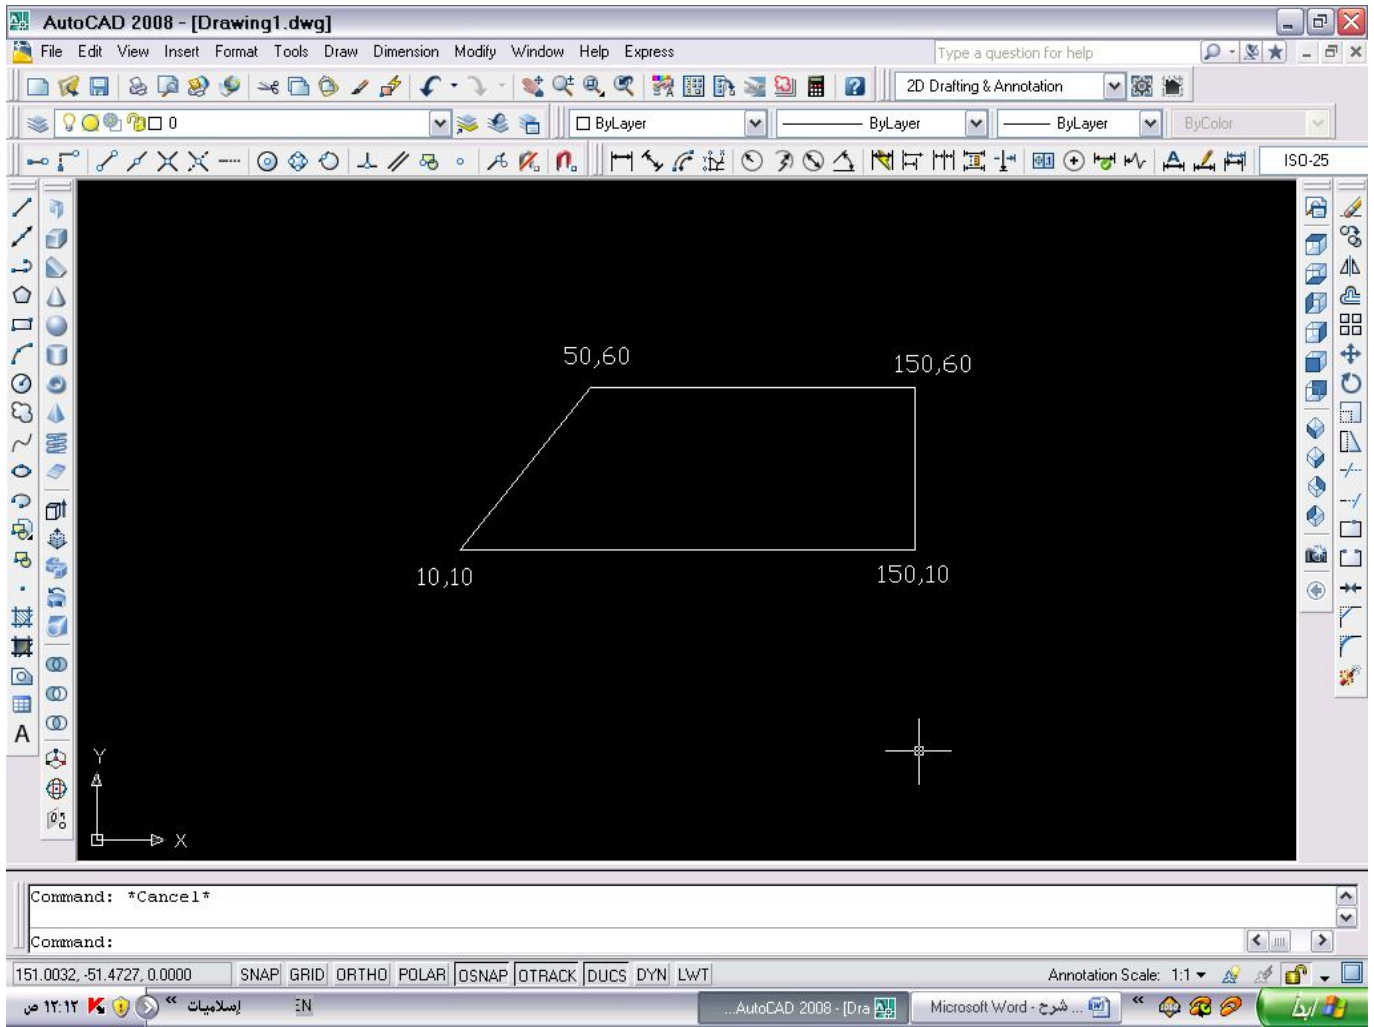 AutoCAD 2008 - [Drawing1.dwg]
File Edit View Insert Format Tools Draw Dimension Modify Window Help Express
Type a question for help
2D Drafting & Annotation
0
ByLayer
ByLayer
ByLayer
ByColor
ISO-25
50,60
150,60
10,10
150,10
Y
X
Command: *Cancel*
Command:
151.0032, -51.4727, 0.0000
SNAP GRID ORTHO POLAR OSNAP OTRACK DUCS DYN LWT
Annotation Scale: 1:1
ابدأ
Microsoft Word - شرح ...
AutoCAD 2008 - [Dra...
EN
إسلاميات
١٢:١٢ ص